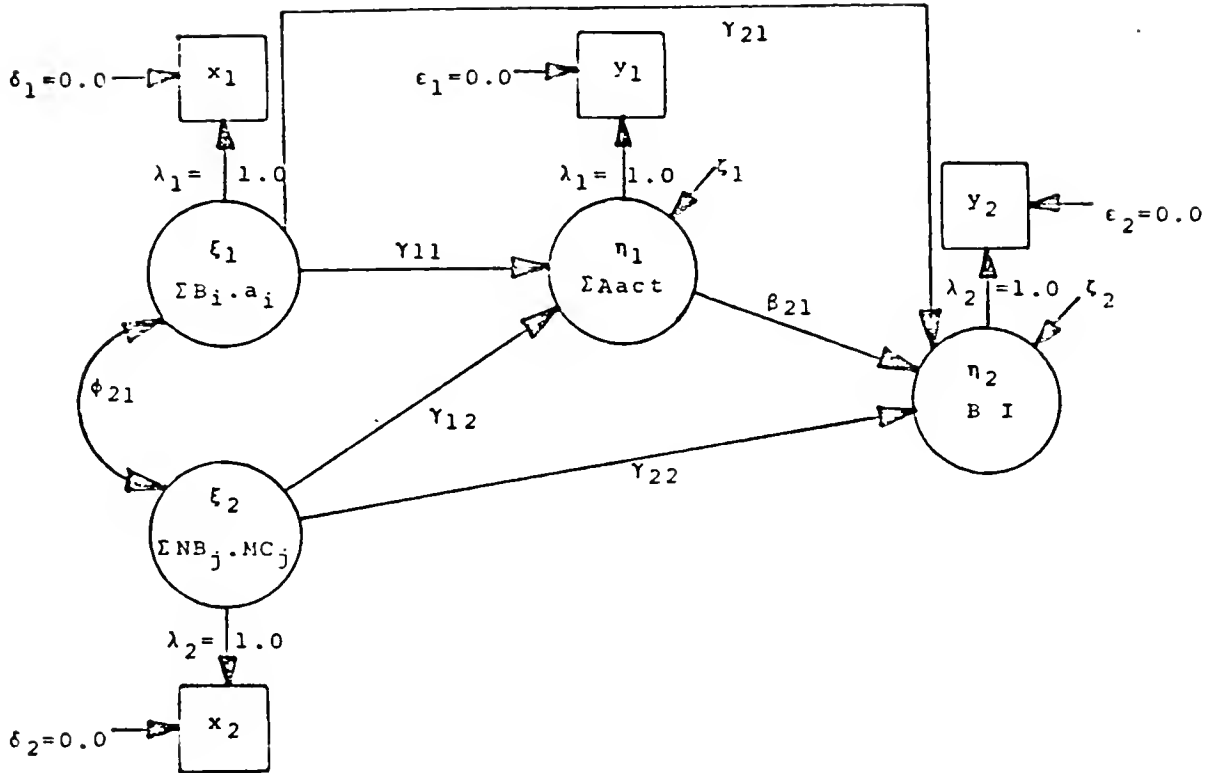 γ21
x1
y1
δ1=0.0
ε1=0.0
λ1= 1.0
λ1= 1.0
ζ1
y2
ε2=0.0
ξ1
ΣBi.ai
γ11
η1
ΣAact
λ2 =1.0
ζ2
β21
η2
B I
φ21
γ12
γ22
ξ2
ΣNBj.MCj
λ2= 1.0
x2
δ2=0.0